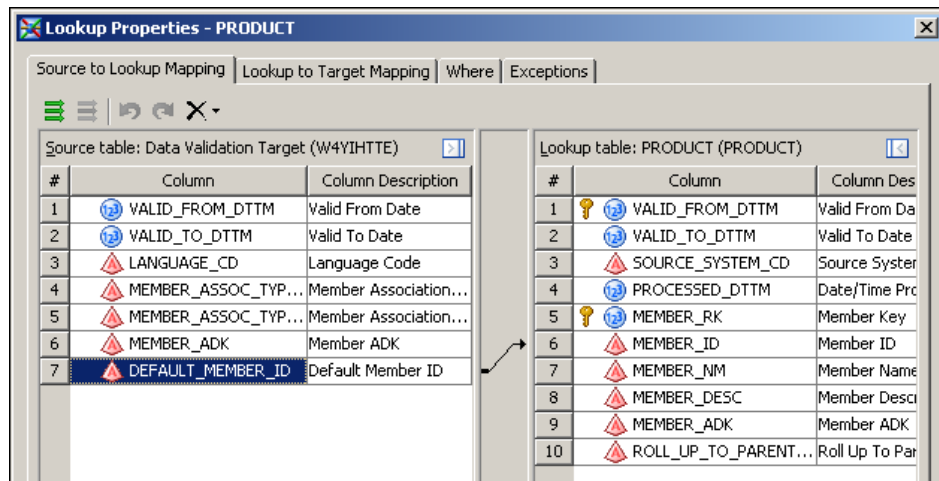 Lookup Properties - PRODUCT
Source to Lookup Mapping Lookup to Target Mapping Where Exceptions
Source table: Data Validation Target (W4YIHTTE)
# Column Column Description
1 VALID_FROM_DTTM Valid From Date
2 VALID_TO_DTTM Valid To Date
3 LANGUAGE_CD Language Code
4 MEMBER_ASSOC_TYP... Member Association...
5 MEMBER_ASSOC_TYP... Member Association...
6 MEMBER_ADK Member ADK
7 DEFAULT_MEMBER_ID Default Member ID
Lookup table: PRODUCT (PRODUCT)
# Column Column Des
1 VALID_FROM_DTTM Valid From Da
2 VALID_TO_DTTM Valid To Date
3 SOURCE_SYSTEM_CD Source System
4 PROCESSED_DTTM Date/Time Pro
5 MEMBER_RK Member Key
6 MEMBER_ID Member ID
7 MEMBER_NM Member Name
8 MEMBER_DESC Member Descr
9 MEMBER_ADK Member ADK
10 ROLL_UP_TO_PARENT... Roll Up To Par